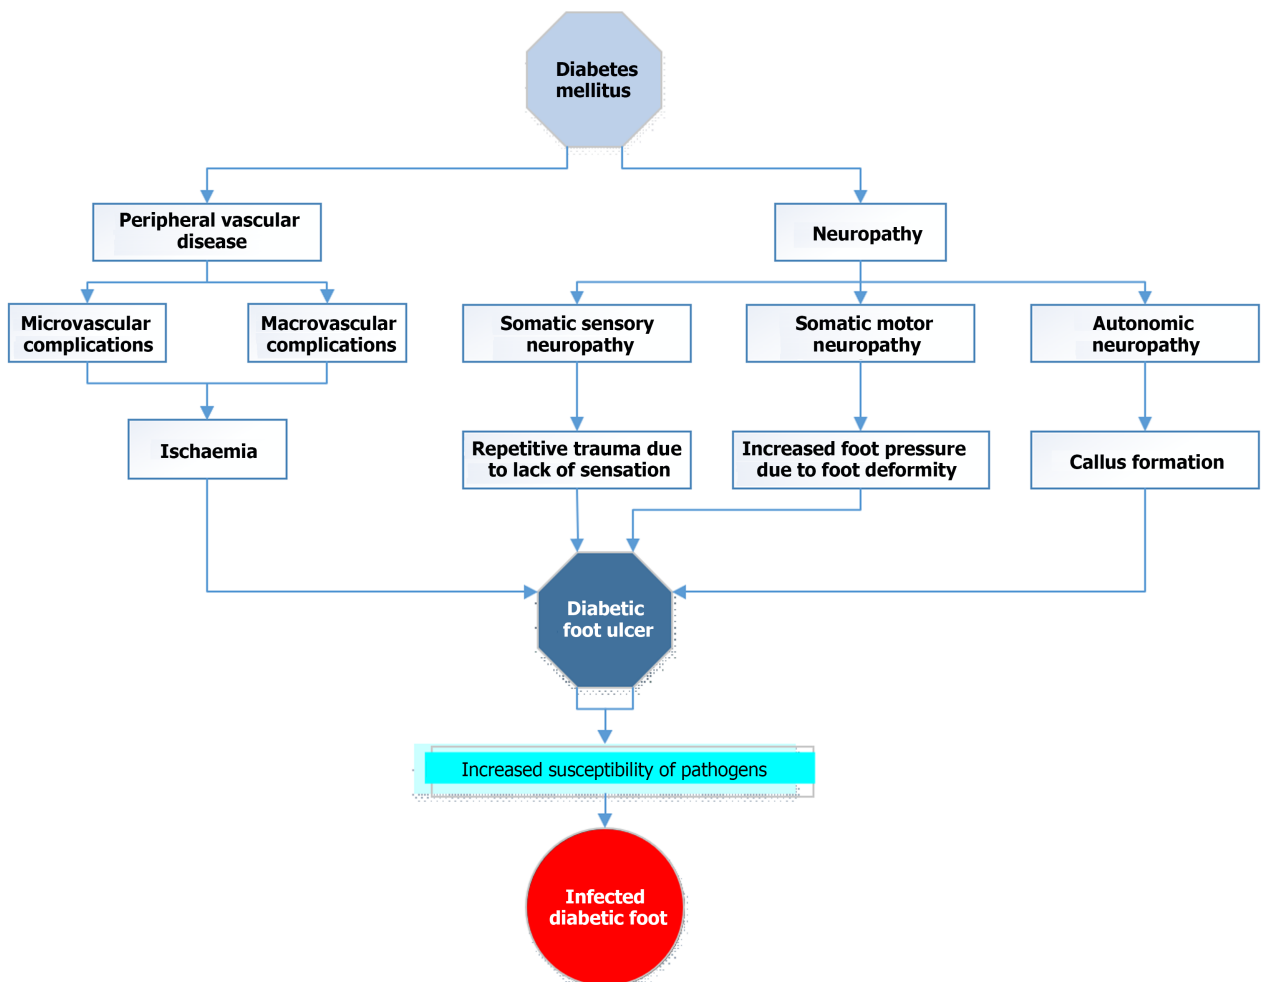 Diabetes
mellitus
Peripheral vascular
disease
Neuropathy
Microvascular
complications
Macrovascular
complications
Somatic sensory
neuropathy
Somatic motor
neuropathy
Autonomic
neuropathy
Ischaemia
Repetitive trauma due
to lack of sensation
Increased foot pressure
due to foot deformity
Callus formation
Diabetic
foot ulcer
Increased susceptibility of pathogens
Infected
diabetic foot